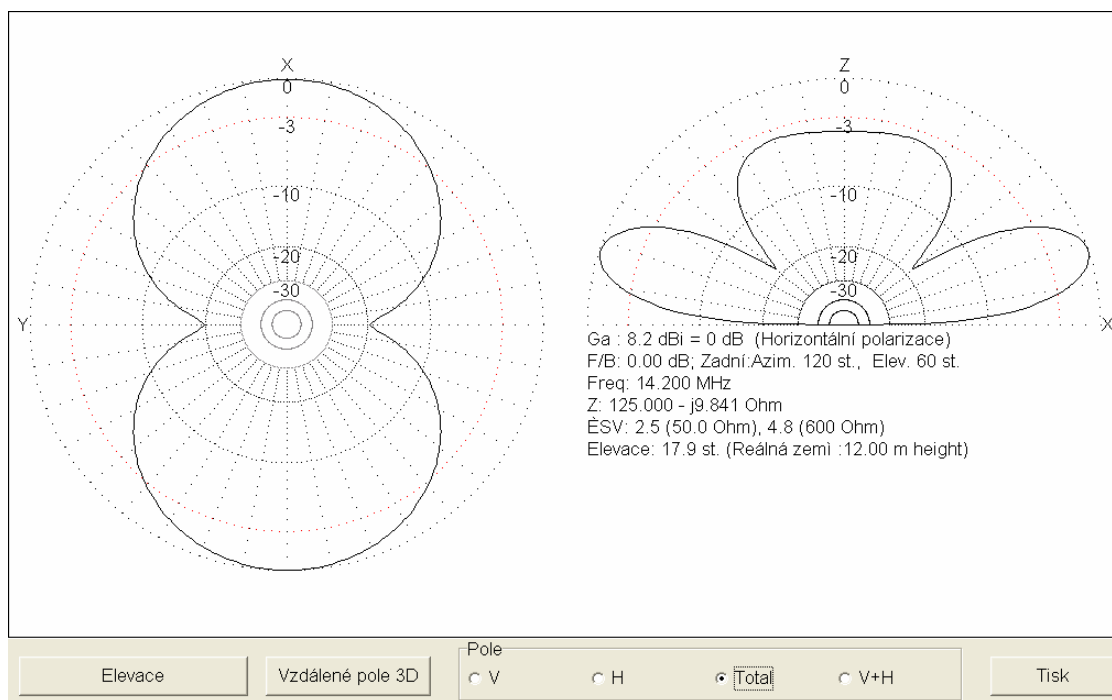 X
0
-3
-10
-20
-30
Y
Z
0
-3
-10
-20
-30
X
Ga : 8.2 dBi = 0 dB (Horizontální polarizace)
F/B: 0.00 dB; Zadní:Azim. 120 st., Elev. 60 st.
Freq: 14.200 MHz
Z: 125.000 - j9.841 Ohm
ÈSV: 2.5 (50.0 Ohm), 4.8 (600 Ohm)
Elevace: 17.9 st. (Reálná zemì :12.00 m height)
Pole
Elevace
Vzdálené pole 3D
V
H
Total
V+H
Tisk